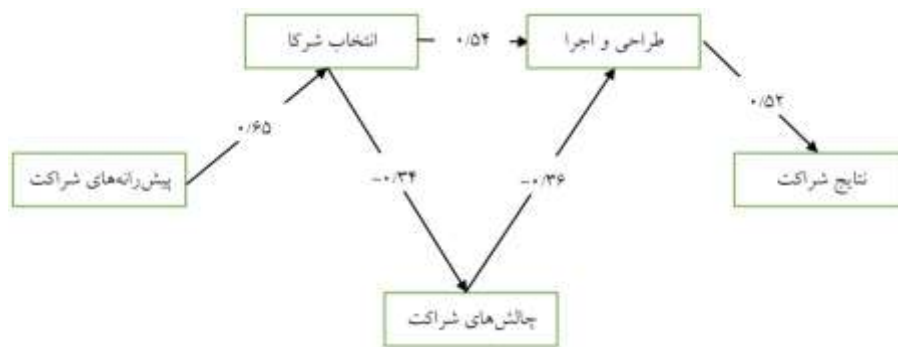 انتخاب شرکا
۰/۵۴
طراحی و اجرا
۰/۶۵
۰/۵۲
پیش‌رانه‌های شراکت
-۰/۳۴
-۰/۳۶
نتایج شراکت
چالش‌های شراکت